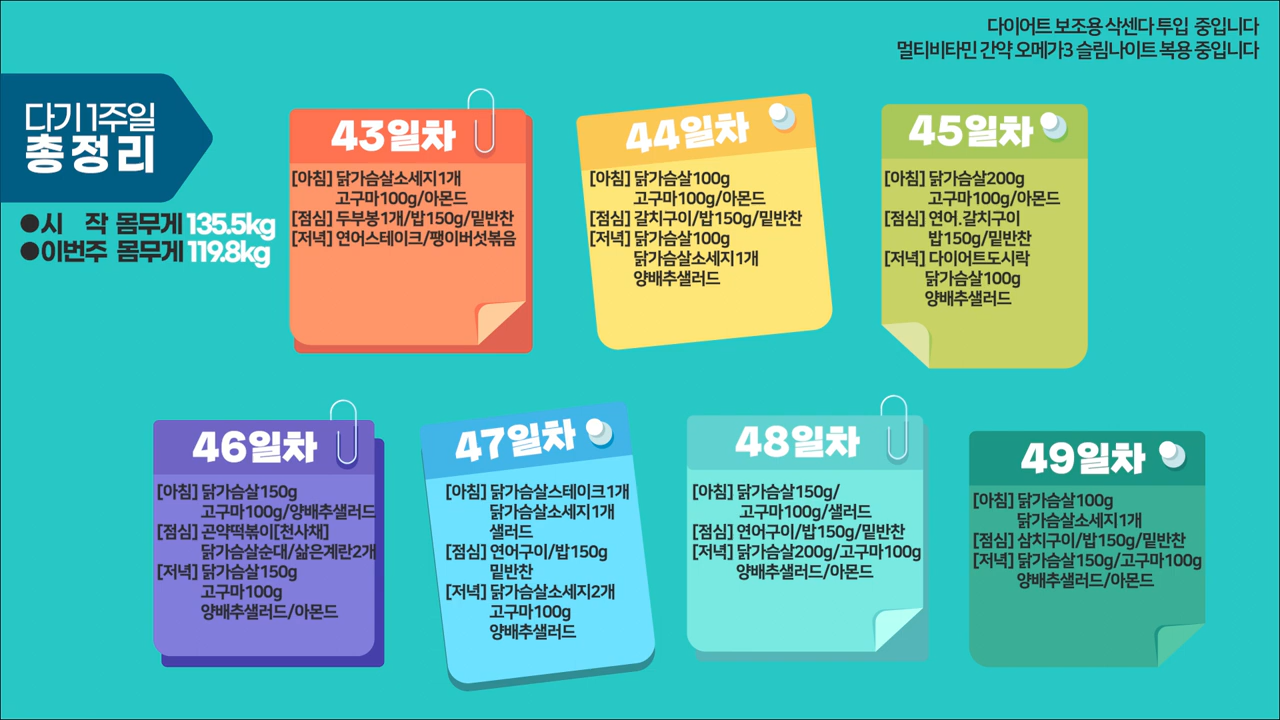 다이어트 보조용 삭센다 투입 중입니다
멀티비타민 간약 오메가3 슬림나이트 복용 중입니다
다기 1주일
총정리
●시 작 몸무게 135.5kg
●이번주 몸무게 119.8kg
43일차
[아침] 닭가슴살소세지1개
고구마100g/아몬드
[점심] 두부봉1개/밥150g/밑반찬
[저녁] 연어스테이크/팽이버섯볶음
44일차
[아침] 닭가슴살100g
고구마100g/아몬드
[점심] 갈치구이/밥150g/밑반찬
[저녁] 닭가슴살100g
닭가슴살소세지1개
양배추샐러드
45일차
[아침] 닭가슴살200g
고구마100g/아몬드
[점심] 연어.갈치구이
밥150g/밑반찬
[저녁] 다이어트도시락
닭가슴살100g
양배추샐러드
46일차
[아침] 닭가슴살150g
고구마100g/양배추샐러드
[점심] 곤약떡볶이[천사채]
닭가슴살순대/삶은계란2개
[저녁] 닭가슴살150g
고구마100g
양배추샐러드/아몬드
47일차
[아침] 닭가슴살스테이크1개
닭가슴살소세지1개
샐러드
[점심] 연어구이/밥150g
밑반찬
[저녁] 닭가슴살소세지2개
고구마100g
양배추샐러드
48일차
[아침] 닭가슴살150g/
고구마100g/샐러드
[점심] 연어구이/밥150g/밑반찬
[저녁] 닭가슴살200g/고구마100g
양배추샐러드/아몬드
49일차
[아침] 닭가슴살100g
닭가슴살소세지1개
[점심] 삼치구이/밥150g/밑반찬
[저녁] 닭가슴살150g/고구마100g
양배추샐러드/아몬드